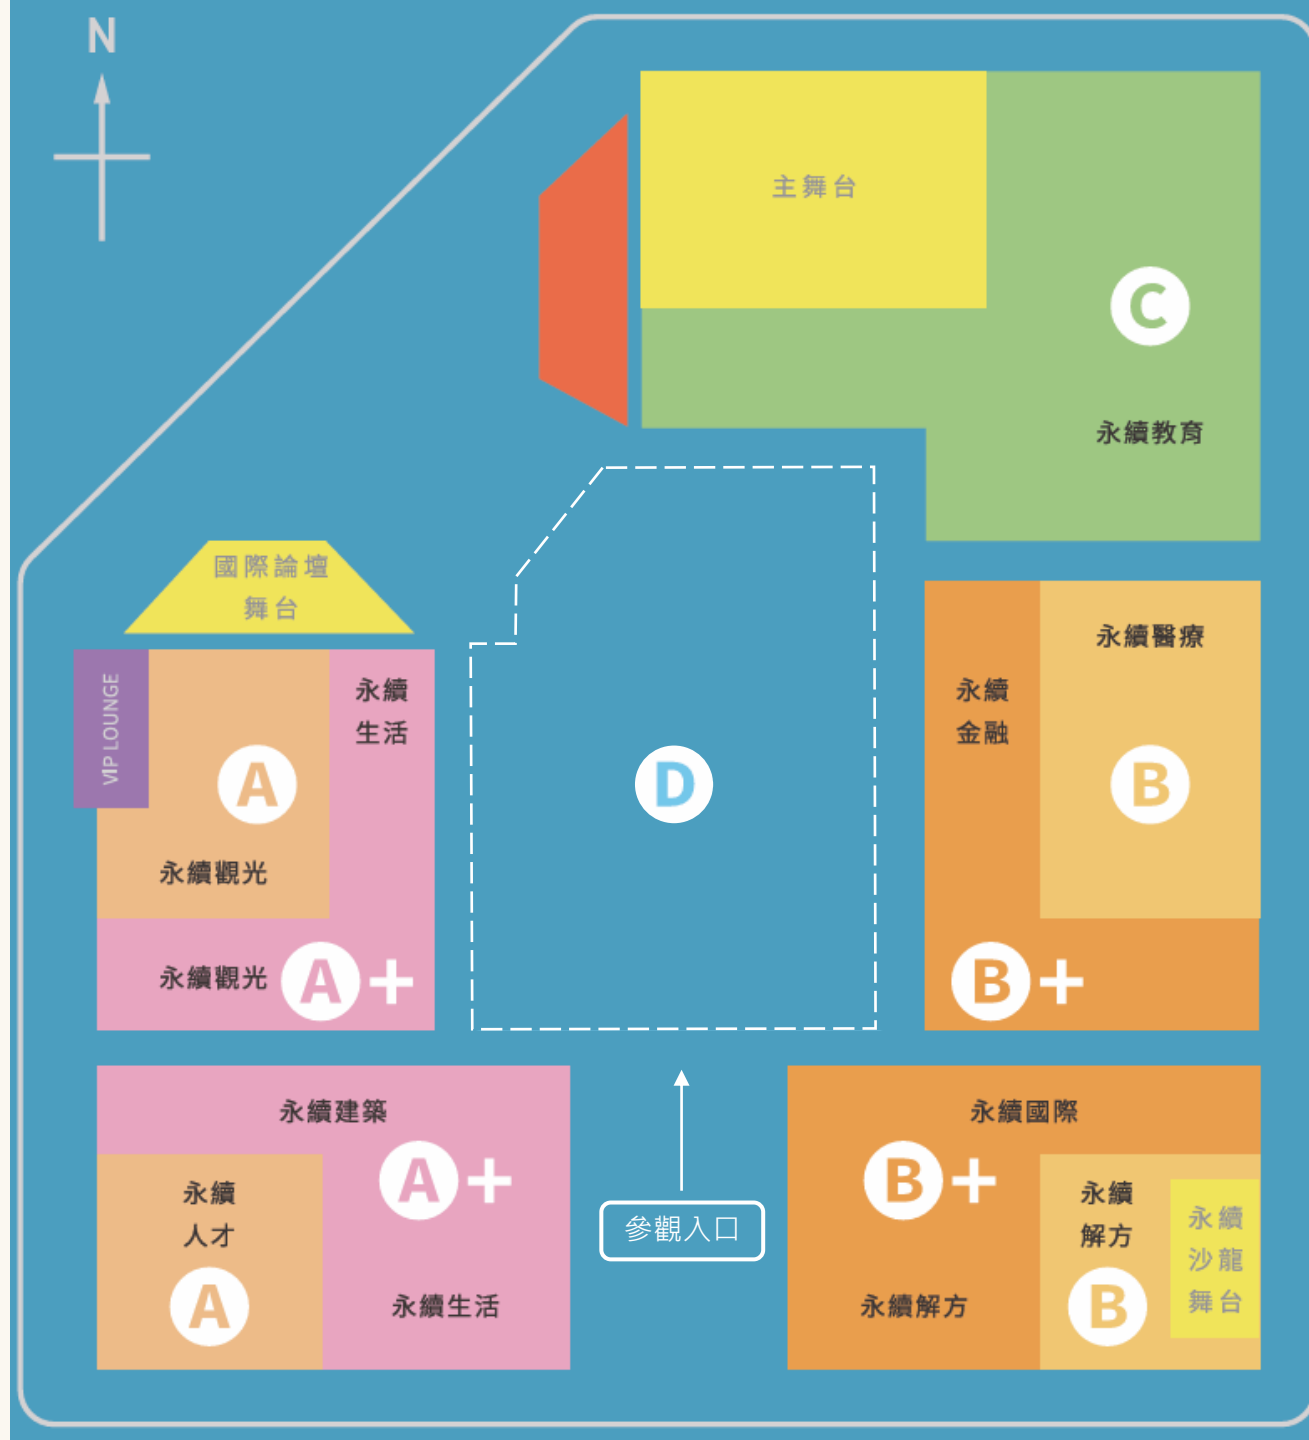 N
主舞台
C
永續教育
國際論壇
舞台
VIP LOUNGE
A
永續觀光
永續
生活
永續觀光
A+
D
永續
金融
永續醫療
B
B+
永續建築
A+
永續
人才
A
永續生活
參觀入口
永續國際
B+
永續解方
永續
解方
B
永續
沙龍
舞台